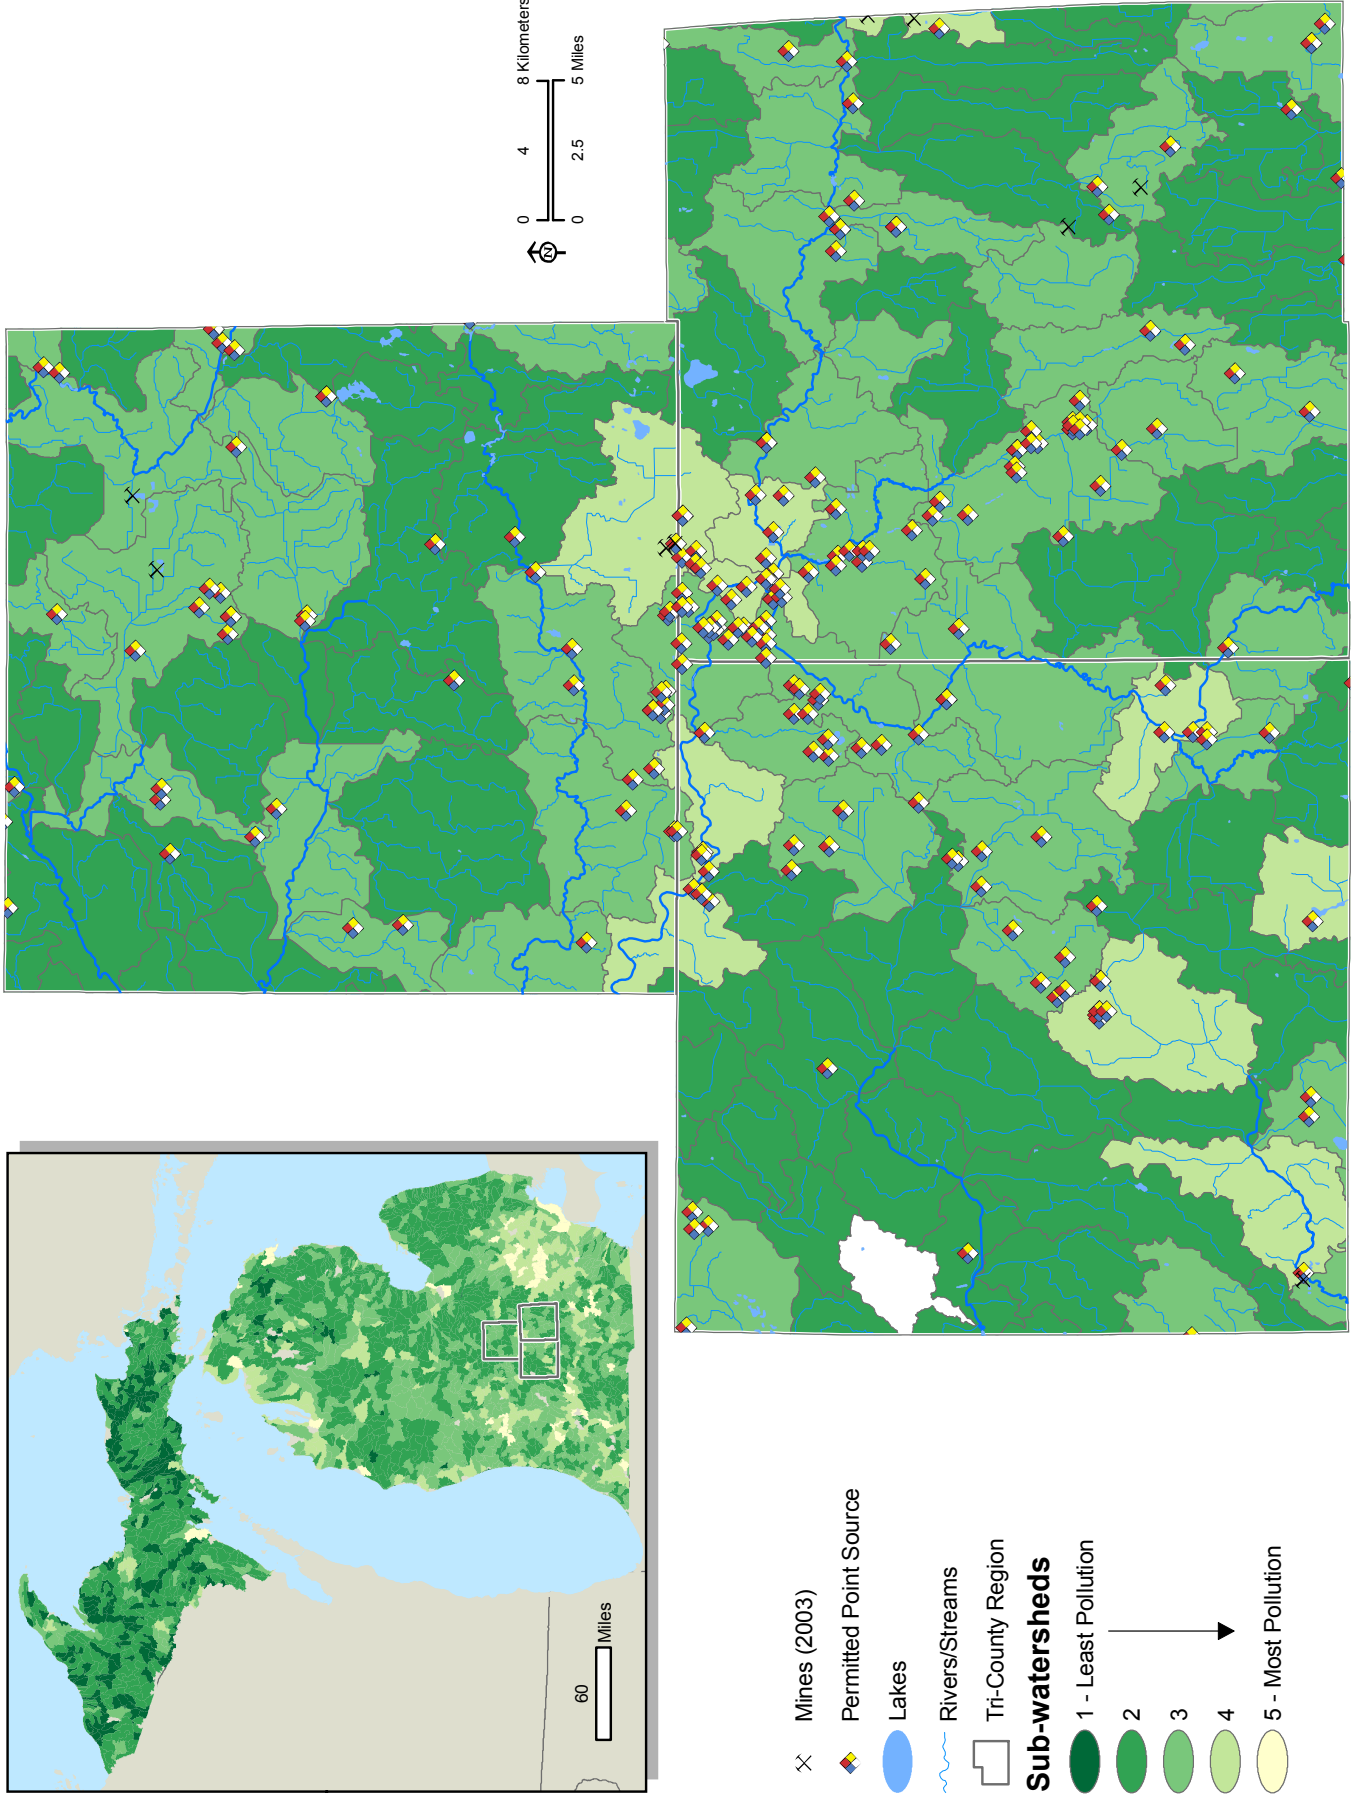 0 4 8 Kilometers
0 2.5 5 Miles
N
60
Miles
Mines (2003)
Permitted Point Source
Lakes
Rivers/Streams
Tri-County Region
Sub-watersheds
1 - Least Pollution
2
3
4
5 - Most Pollution